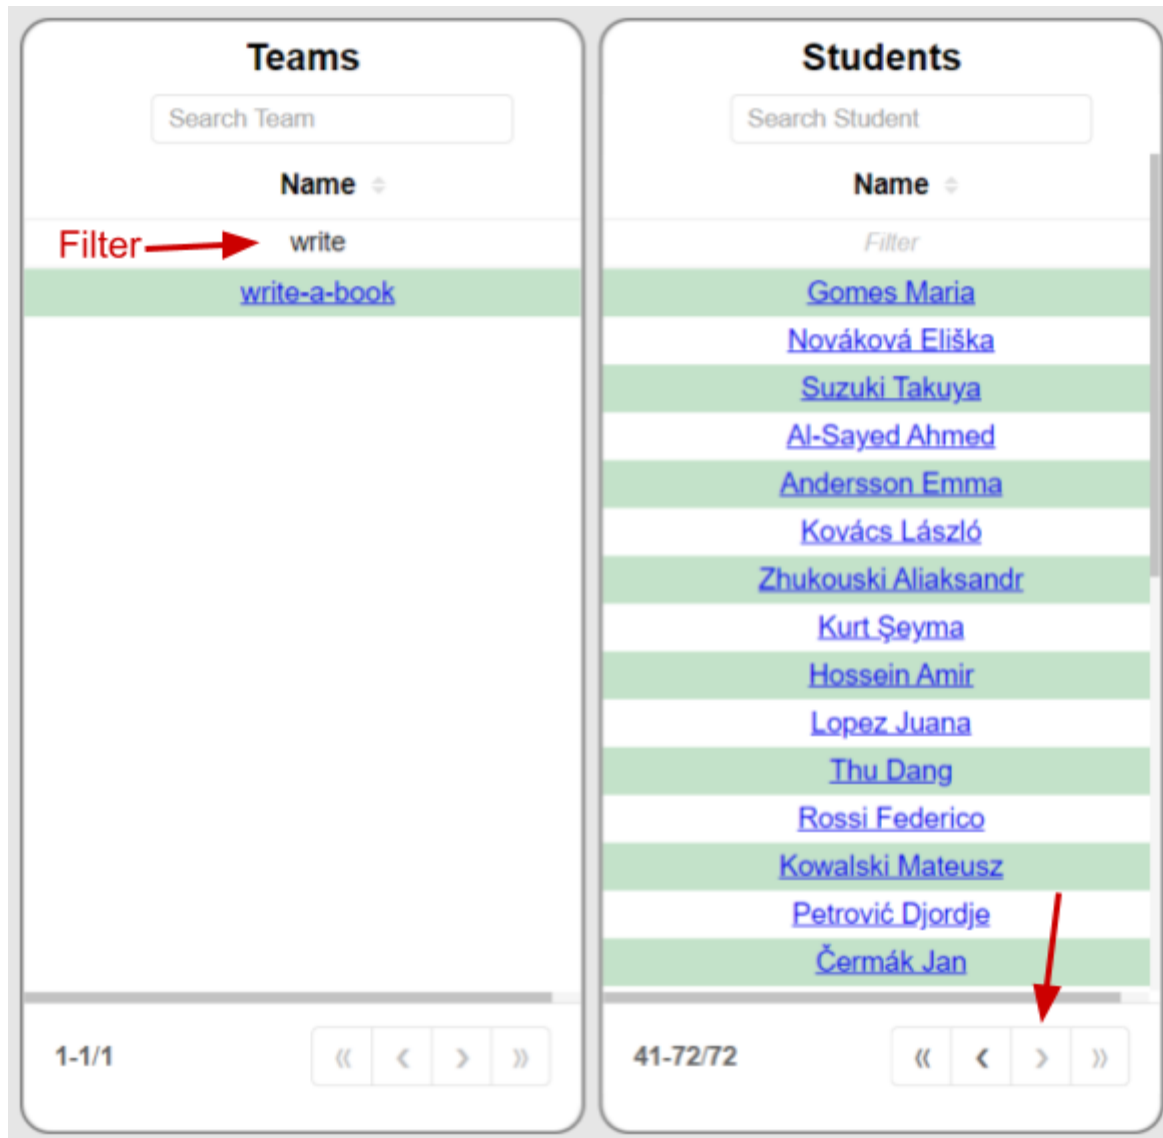 Teams
Search Team
Name
Filter
write
write-a-book
1-1/1
« ‹ › »
Students
Search Student
Name
Filter
Gomes Maria
Nováková Eliška
Suzuki Takuya
Al-Sayed Ahmed
Andersson Emma
Kovács László
Zhukouski Aliaksandr
Kurt Şeyma
Hossein Amir
Lopez Juana
Thu Dang
Rossi Federico
Kowalski Mateusz
Petrović Djordje
Čermák Jan
41-72/72
« ‹ › »